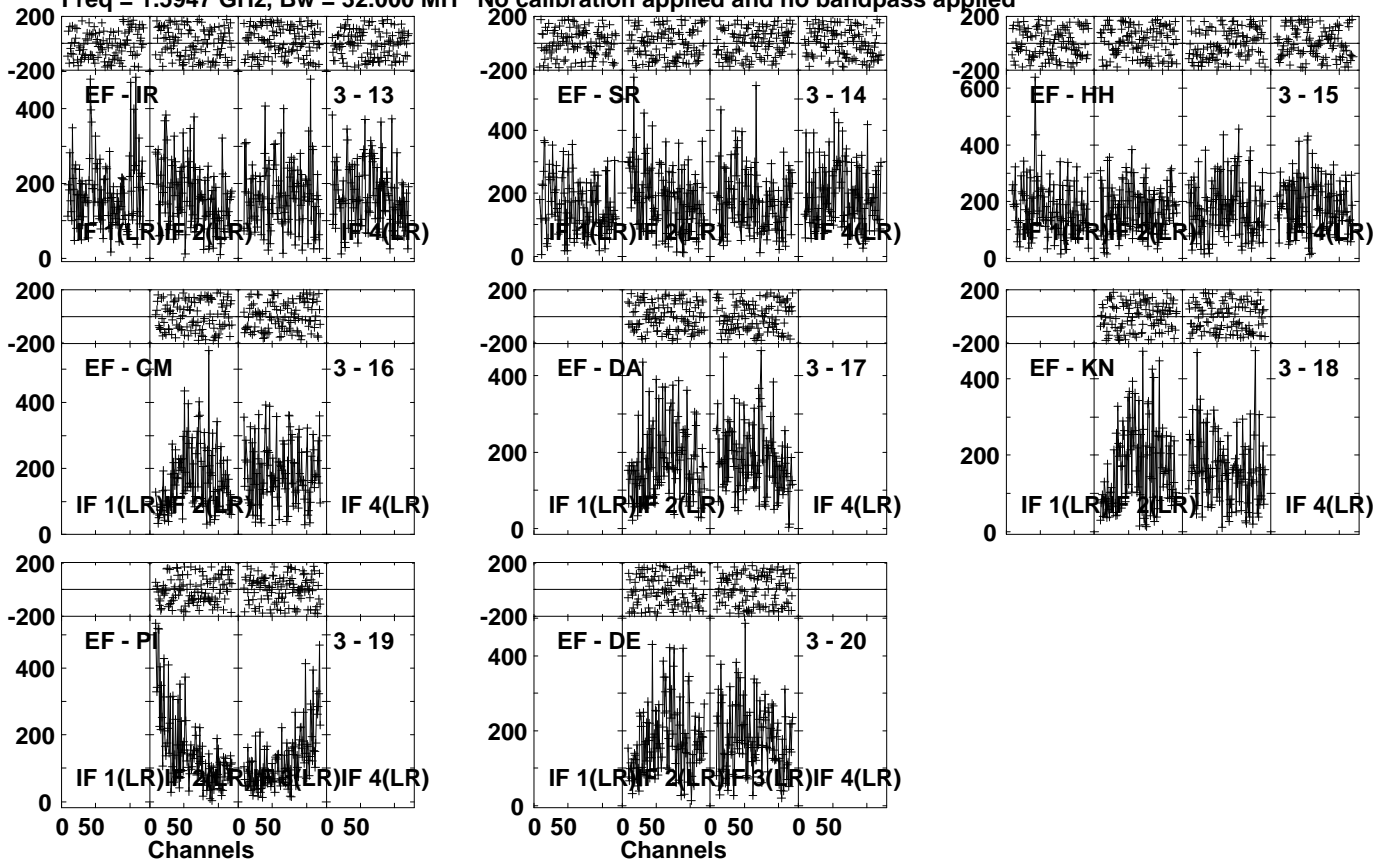 Freq = 1.5947 GHz, Bw = 32.000 MH No calibration applied and no bandpass applied
200
-200
EF - IR 3 - 13
400
200
IF 1(LR) IF 2(LR) IF 4(LR)
0
200
-200
EF - SR 3 - 14
400
200
IF 1(LR) IF 2(LR) IF 4(LR)
0
200
-200
600
EF - HH 3 - 15
400
200
IF 1(LR) IF 2(LR) IF 4(LR)
0
200
-200
EF - CM 3 - 16
400
200
IF 1(LR) IF 2(LR) IF 4(LR)
0
200
-200
EF - DA 3 - 17
400
200
IF 1(LR) IF 2(LR) IF 4(LR)
0
200
-200
EF - KN 3 - 18
400
200
IF 1(LR) IF 2(LR) IF 4(LR)
0
200
-200
EF - PI 3 - 19
400
200
IF 1(LR) IF 2(LR) IF 3(LR) IF 4(LR)
0
0 50 0 50 0 50 0 50
Channels
200
-200
EF - DE 3 - 20
400
200
IF 1(LR) IF 2(LR) IF 3(LR) IF 4(LR)
0
0 50 0 50 0 50 0 50
Channels